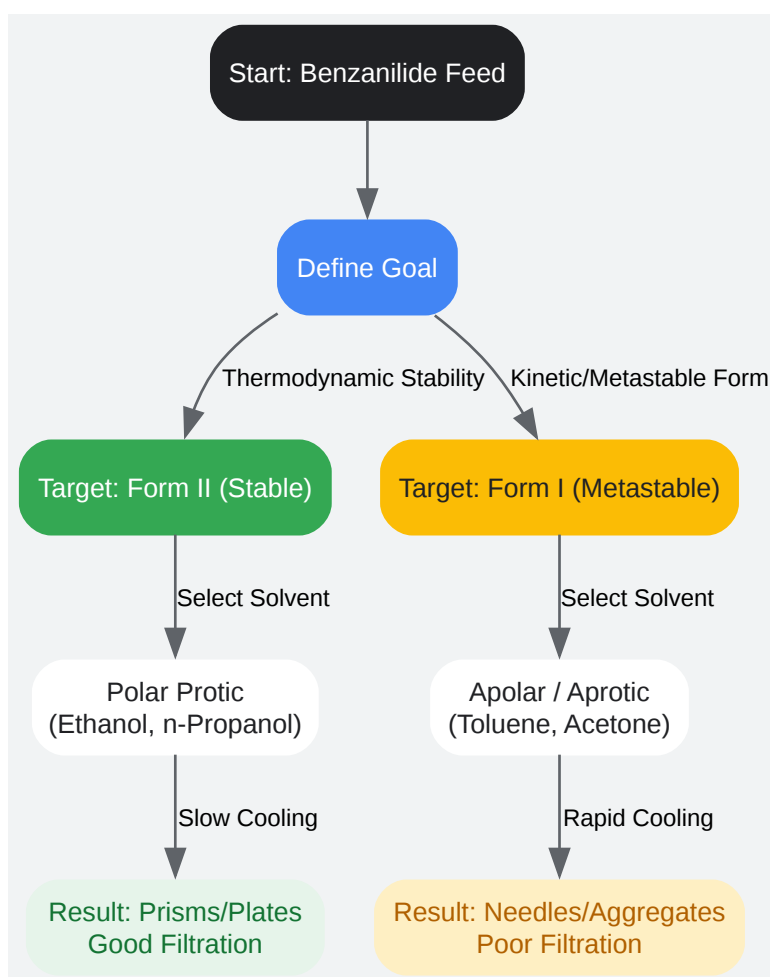 Start: Benzanilide Feed
Define Goal
Thermodynamic Stability
Kinetic/Metastable Form
Target: Form II (Stable)
Target: Form I (Metastable)
Select Solvent
Select Solvent
Polar Protic
(Ethanol, n-Propanol)
Apolar / Aprotic
(Toluene, Acetone)
Slow Cooling
Rapid Cooling
Result: Prisms/Plates
Good Filtration
Result: Needles/Aggregates
Poor Filtration